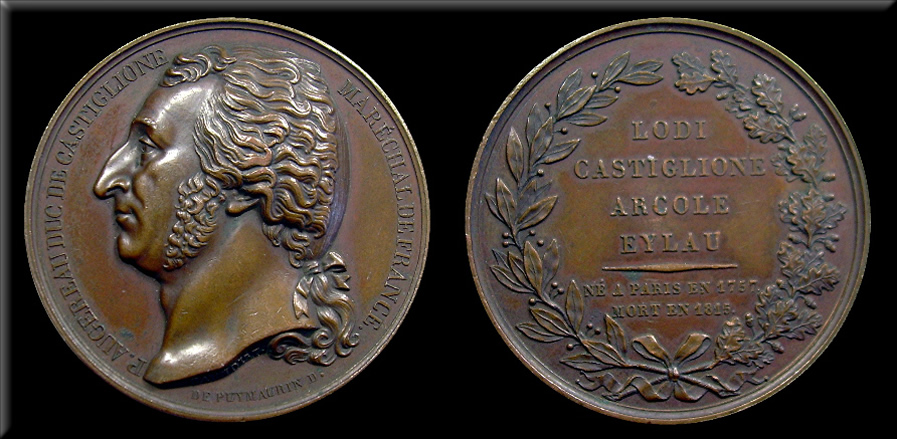 P. AUGEREAU DUC DE CASTIGLIONE
MARÉCHAL DE FRANCE.
DE PUYMAURIN D.
LODI
CASTIGLIONE
ARCOLE
EYLAU
NÉ A PARIS EN 1757.
MORT EN 1815.